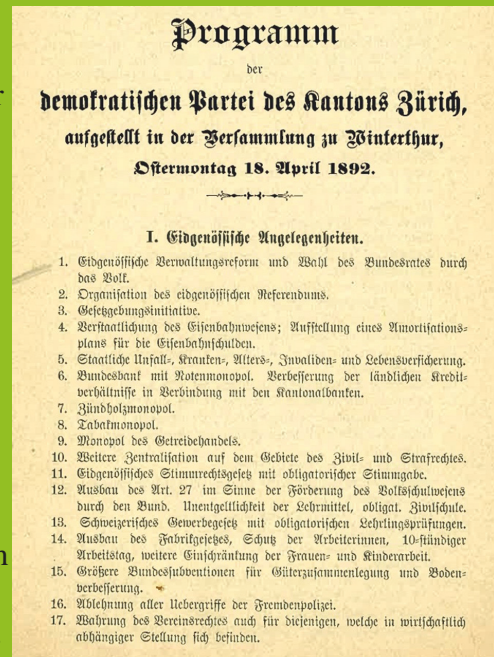 Programm
der
demokratischen Partei des Kantons Zürich,
aufgestellt in der Versammlung zu Winterthur,
Ostermontag 18. April 1892.
I. Eidgenössische Angelegenheiten.
1. Eidgenössische Verwaltungsreform und Wahl des Bundesrates durch
das Volk.
2. Organisation des eidgenössischen Referendums.
3. Gesetzgebungsinitiative.
4. Verstaatlichung des Eisenbahnwesens; Aufstellung eines Amortisations-
plans für die Eisenbahnschulden.
5. Staatliche Unfall-, Kranken-, Alters-, Invaliden- und Lebensversicherung.
6. Bundesbank mit Notenmonopol. Verbesserung der ländlichen Kredit-
verhältnisse in Verbindung mit den Kantonalbanken.
7. Zündholzmonopol.
8. Tabakmonopol.
9. Monopol des Getreidehandels.
10. Weitere Zentralisation auf dem Gebiete des Zivil- und Strafrechtes.
11. Eidgenössisches Stimmrechtsgesetz mit obligatorischer Stimmgabe.
12. Ausbau des Art. 27 im Sinne der Förderung des Volksschulwesens
durch den Bund. Unentgeltlichkeit der Lehrmittel, obligat. Zivilschule.
13. Schweizerisches Gewerbegesetz mit obligatorischen Lehrlingsprüfungen.
14. Ausbau des Fabrikgesetzes, Schutz der Arbeiterinnen, 10-stündiger
Arbeitstag, weitere Einschränkung der Frauen- und Kinderarbeit.
15. Größere Bundessubventionen für Güterzusammenlegung und Boden-
verbesserung.
16. Ablehnung aller Uebergriffe der Fremdenpolizei.
17. Wahrung des Vereinsrechtes auch für diejenigen, welche in wirtschaftlich
abhängiger Stellung sich befinden.